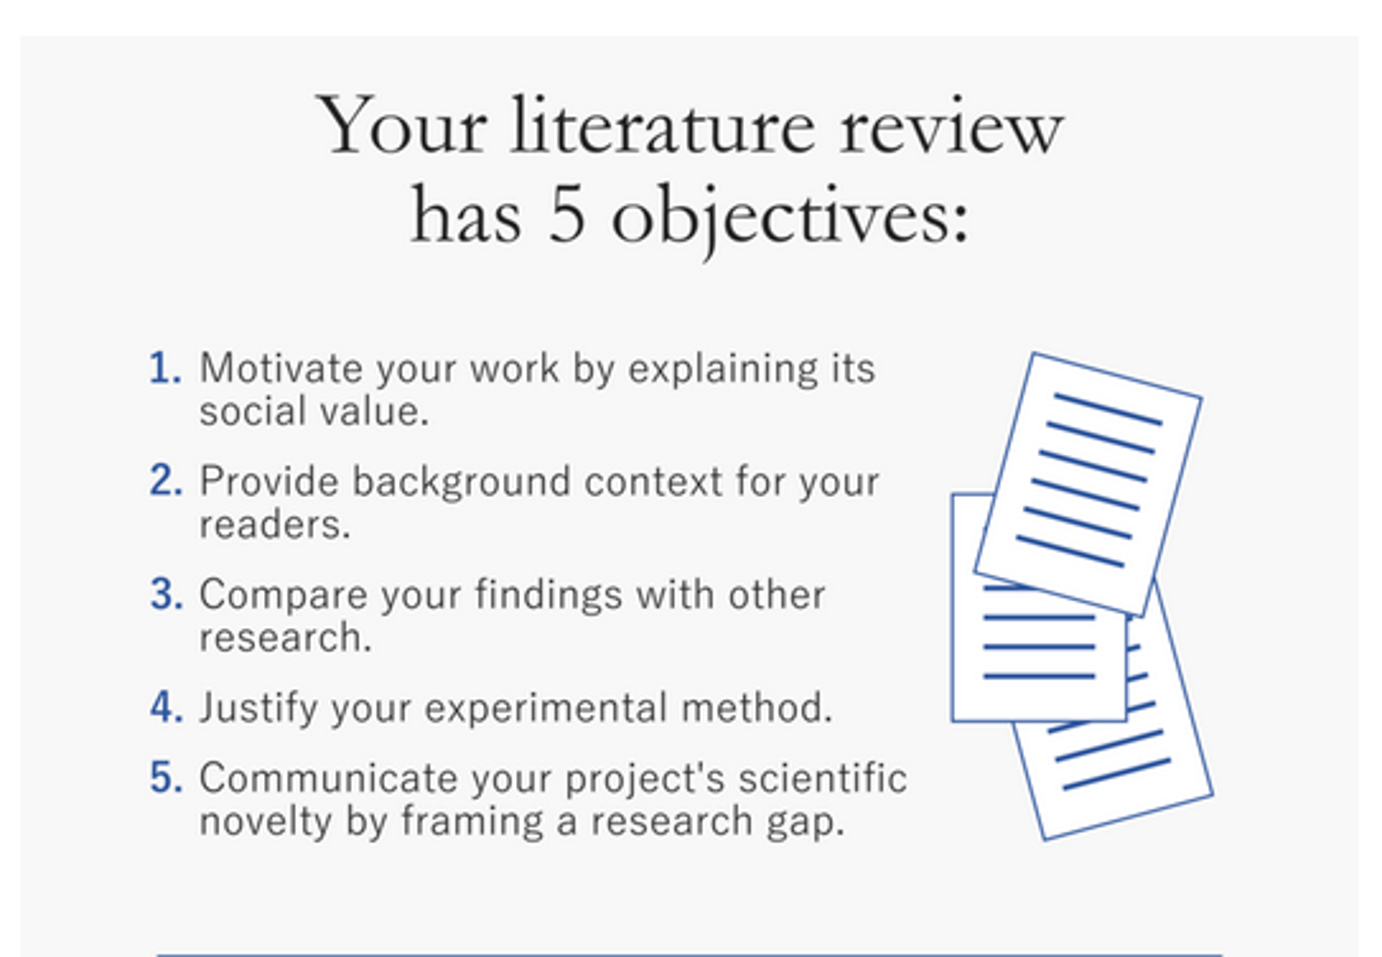 Your literature review
has 5 objectives:
1. Motivate your work by explaining its
social value.
2. Provide background context for your
readers.
3. Compare your findings with other
research.
4. Justify your experimental method.
5. Communicate your project's scientific
novelty by framing a research gap.